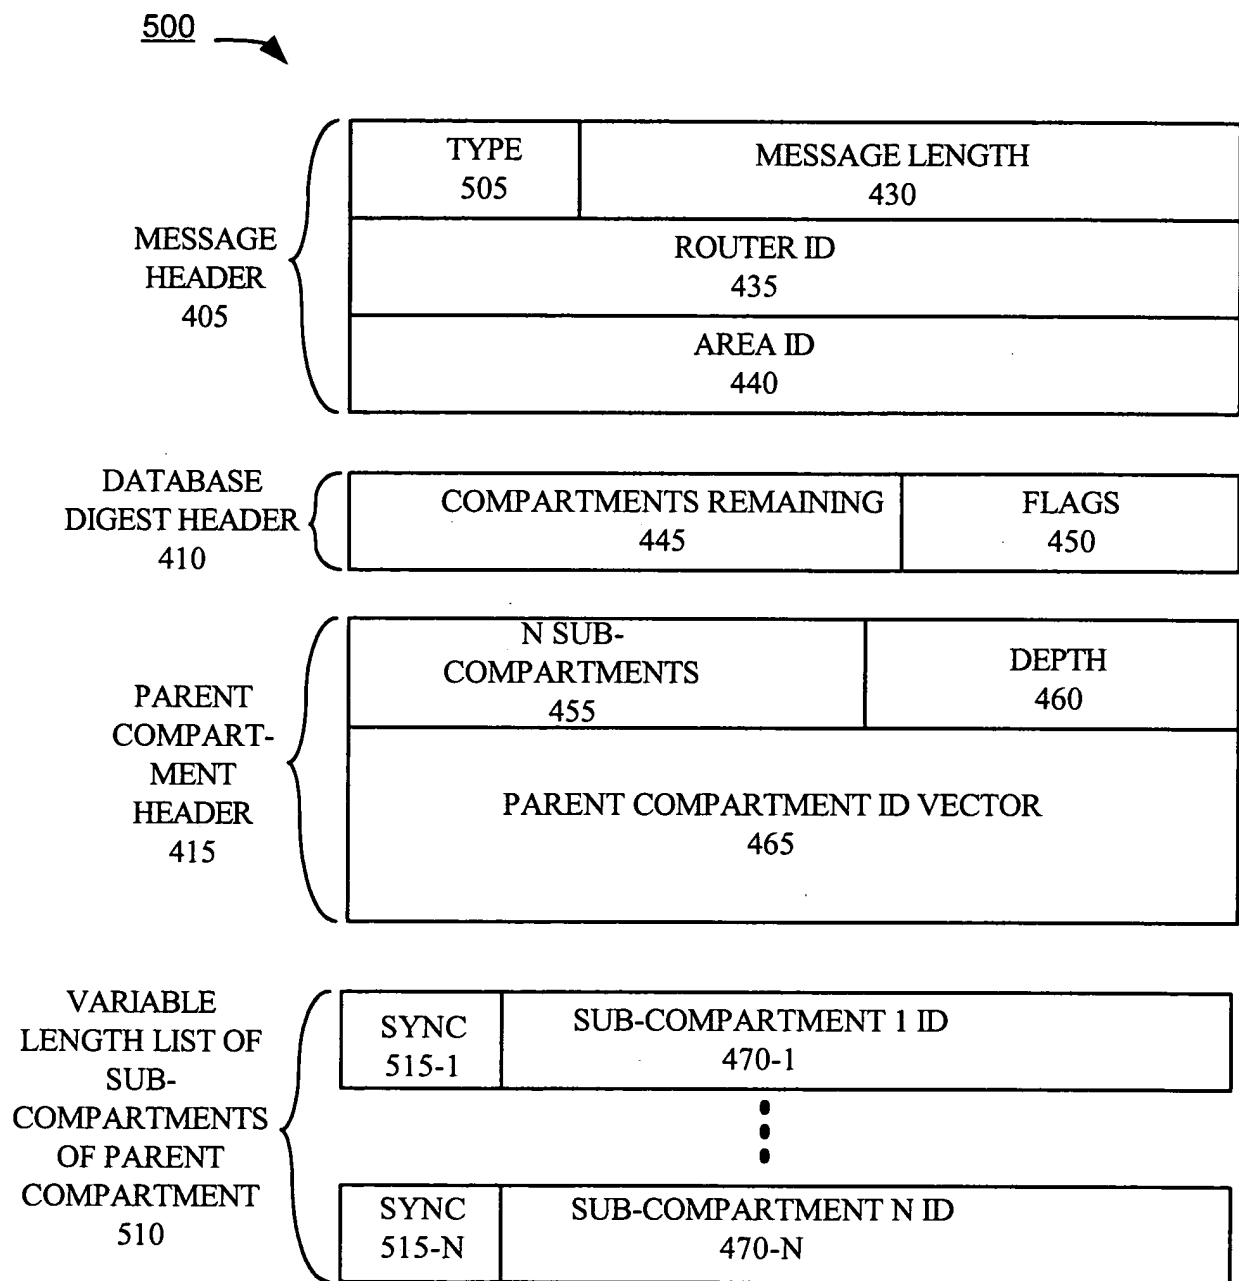 500
TYPE
505
MESSAGE LENGTH
430
MESSAGE
HEADER
405
ROUTER ID
435
AREA ID
440
DATABASE
DIGEST HEADER
410
COMPARTMENTS REMAINING
445
FLAGS
450
PARENT
COMPART-
MENT
HEADER
415
N SUB-
COMPARTMENTS
455
DEPTH
460
PARENT COMPARTMENT ID VECTOR
465
VARIABLE
LENGTH LIST OF
SUB-
COMPARTMENTS
OF PARENT
COMPARTMENT
510
SYNC
515-1
SUB-COMPARTMENT 1 ID
470-1
SYNC
515-N
SUB-COMPARTMENT N ID
470-N